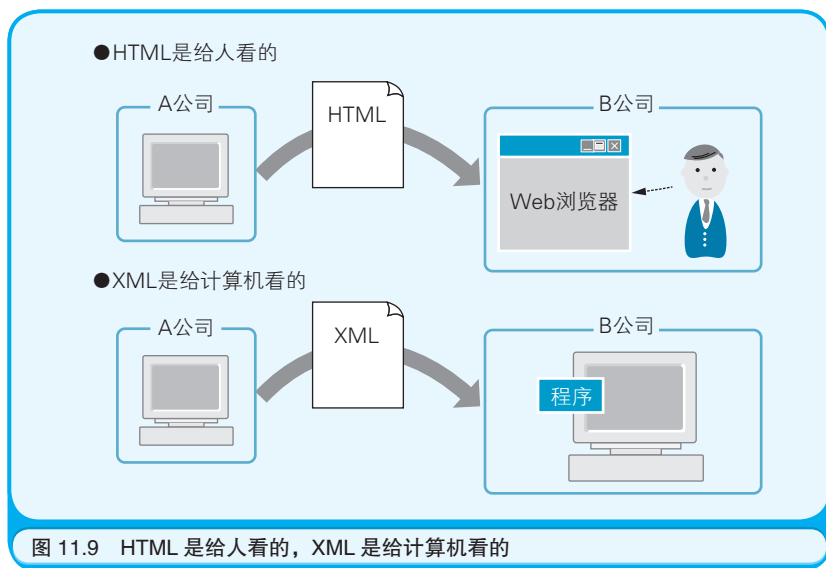 ●HTML是给人看的
A公司
HTML
B公司
Web浏览器
●XML是给计算机看的
A公司
XML
B公司
程序
图 11.9 HTML 是给人看的，XML 是给计算机看的